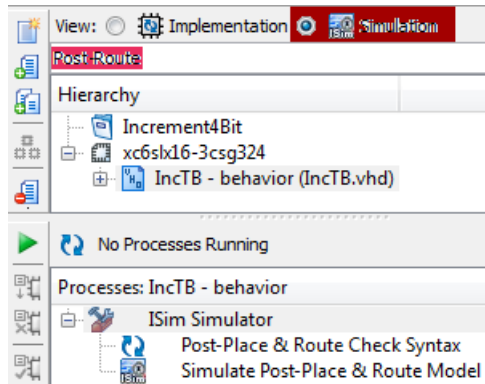 View: Implementation Simulation
Post-Route
Hierarchy
Increment4Bit
xc6slx16-3csg324
IncTB - behavior (IncTB.vhd)
No Processes Running
Processes: IncTB - behavior
ISim Simulator
Post-Place & Route Check Syntax
Simulate Post-Place & Route Model